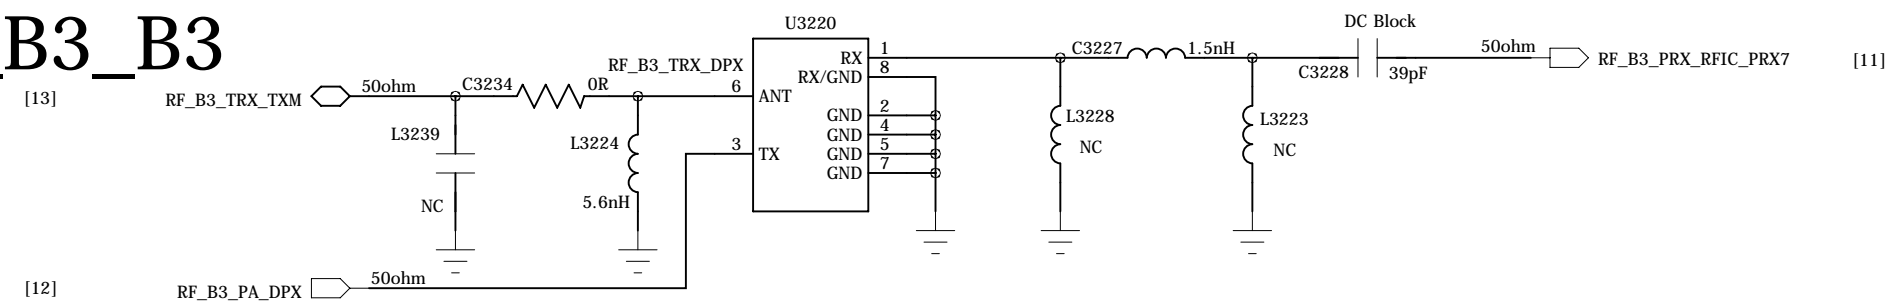 _B3_B3
U3220
DC Block
RF_B3_TRX_DPX
RX 1
C3227 1.5nH
50ohm
RF_B3_PRX_RFIC_PRX7
[11]
RX/GND 8
C3228 39pF
[13]
RF_B3_TRX_TXM
50ohm
C3234 0R
6 ANT
GND 2
L3228
L3223
L3239
GND 4
L3224
3 TX
GND 5
NC
NC
GND 7
NC
5.6nH
[12]
RF_B3_PA_DPX
50ohm